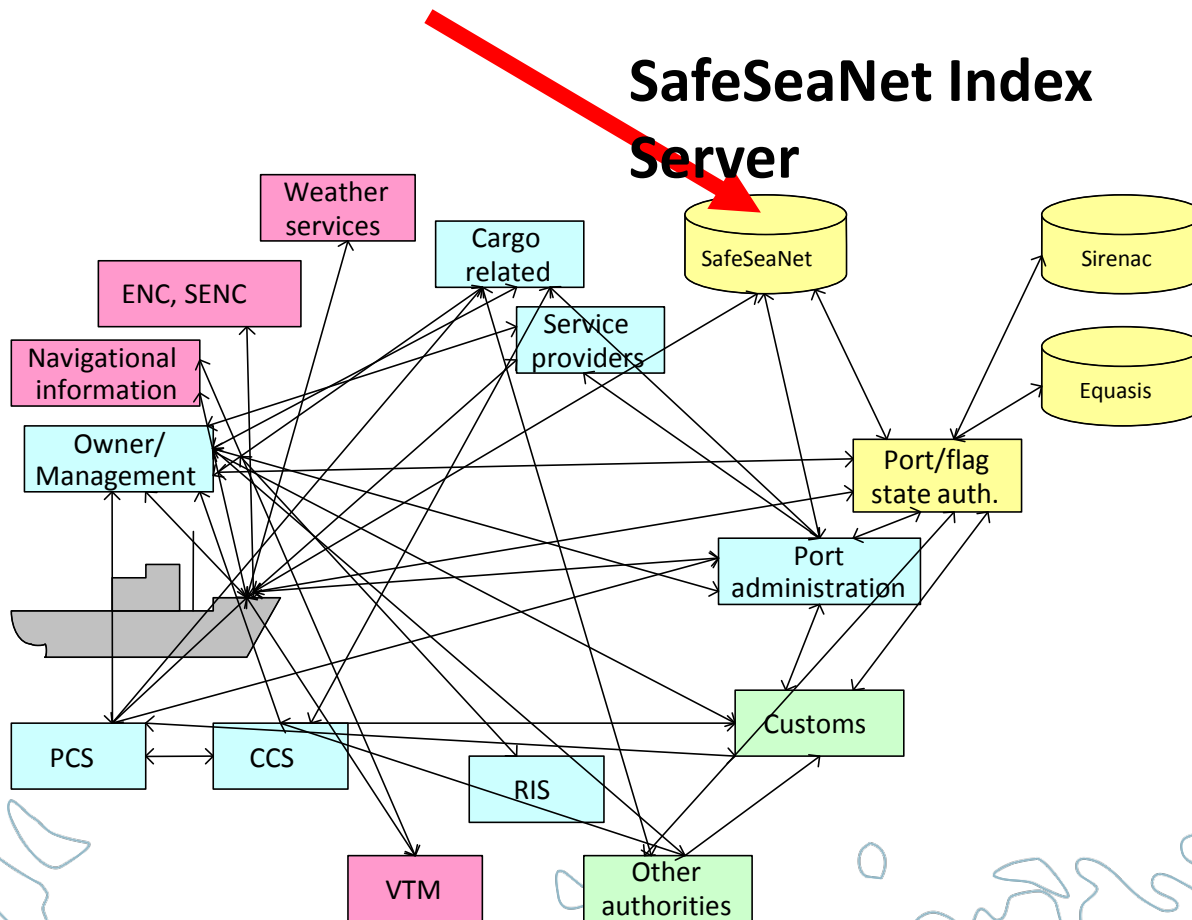 SafeSeaNet Index
Server
Weather
services
Cargo
related
SafeSeaNet
Sirenac
ENC, SENC
Service
providers
Navigational
information
Equasis
Owner/
Management
Port/flag
state auth.
Port
administration
Customs
PCS
CCS
RIS
VTM
Other
authorities